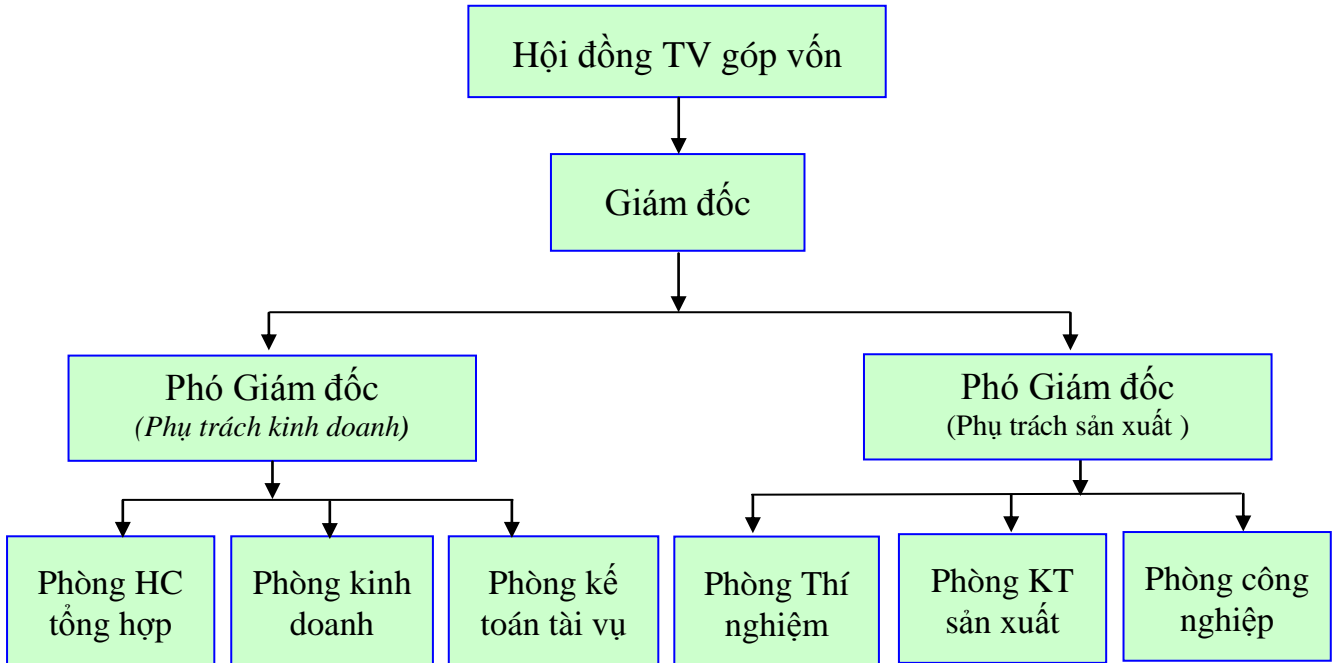 Hội đồng TV góp vốn
Giám đốc
Phó Giám đốc
(Phụ trách kinh doanh)
Phó Giám đốc
(Phụ trách sản xuất )
Phòng HC
tổng hợp
Phòng kinh
doanh
Phòng kế
toán tài vụ
Phòng Thí
nghiệm
Phòng KT
sản xuất
Phòng công
nghiệp